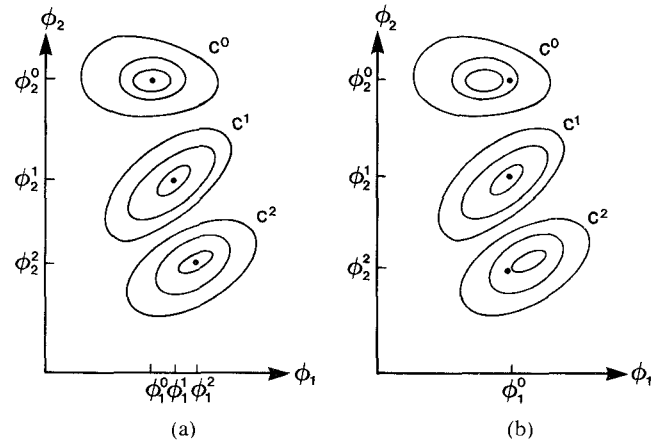 ϕ₂
C⁰
ϕ₂⁰
C¹
ϕ₂¹
C²
ϕ₂²
ϕ₁⁰ ϕ₁¹ ϕ₁² ϕ₁
(a)
ϕ₂
C⁰
ϕ₂⁰
C¹
ϕ₂¹
C²
ϕ₂²
ϕ₁⁰ ϕ₁
(b)